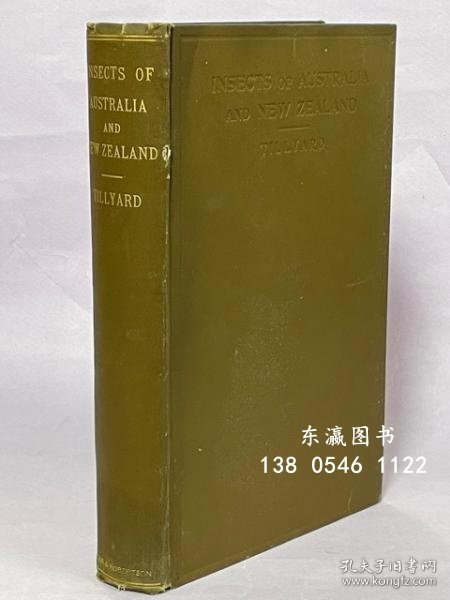 INSECTS OF
AUSTRALIA
AND
NEW ZEALAND
TILLYARD
ROBERTSON
INSECTS OF AUSTRALIA
AND NEW ZEALAND
TILLYARD
东瀛图书
138 0546 1122
孔夫子旧书网
www.kongfz.com